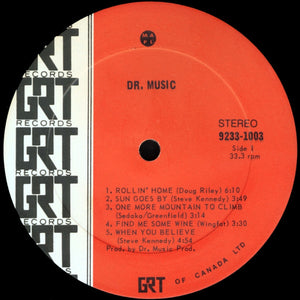 GRT
RECORDS
GRT
RECORDS
GRT
RECORDS
GRT
RECORDS
GRT
RECORDS
GRT
MAPL
DR. MUSIC
STEREO
9233-1003
Side 1
33.3 rpm
1. ROLLIN' HOME (Doug Riley) 6:10
2. SUN GOES BY (Steve Kennedy) 3:49
3. ONE MORE MOUNTAIN TO CLIMB
(Sedaka/Greenfield) 3:14
4. FIND ME SOME WINE (Wingfat) 3:30
5. WHEN YOU BELIEVE
(Steve Kennedy) 4:54
Prod. by Dr. Music Prod.
GRT OF CANADA LTD